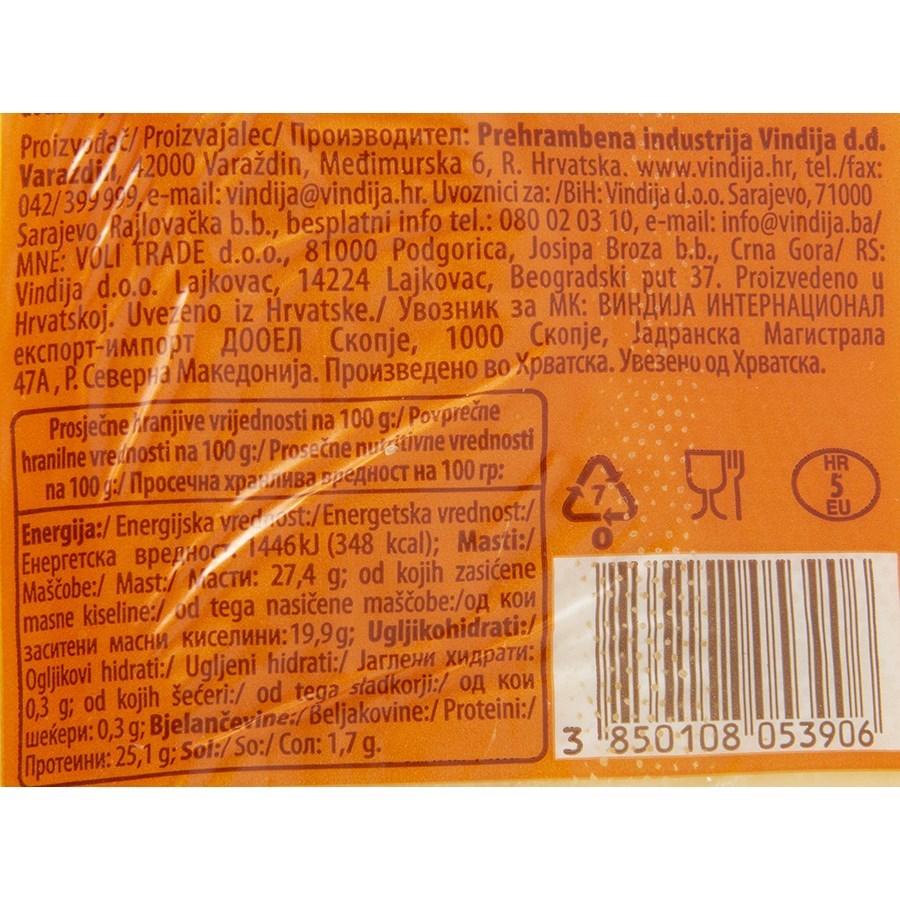 Proizvođač/ Proizvajalec/ Производител: Prehrambena industrija Vindija d.d.
Varaždin, 42000 Varaždin, Međimurska 6, R. Hrvatska. www.vindija.hr, tel./fax:
042/399 999, e-mail: vindija@vindija.hr. Uvoznici za: /BiH: Vindija d.o.o. Sarajevo, 71000
Sarajevo, Rajlovačka b.b., besplatni info tel.: 080 02 03 10, e-mail: info@vindija.ba/
MNE: VOLI TRADE d.o.o., 81000 Podgorica, Josipa Broza b.b., Crna Gora/ RS:
Vindija d.o.o. Lajkovac, 14224 Lajkovac, Beogradski put 37. Proizvedeno u
Hrvatskoj. Uvezeno iz Hrvatske./ Увозник за МК: ВИНДИЈА ИНТЕРНАЦИОНАЛ
експорт-импорт ДООЕЛ Скопје, 1000 Скопје, Јадранска Магистрала
47А, Р. Северна Македонија. Произведено во Хрватска. Увезено од Хрватска.
Prosječne hranjive vrijednosti na 100 g:/ Povprečne
hranilne vrednosti na 100 g:/ Prosečne nutritivne vrednosti
na 100 g:/ Просечна хранлива вредност на 100 гр:
Energija:/ Energijska vrednost:/ Energetska vrednost:/
Енергетска вредност 1446 kJ (348 kcal); Masti:/
Maščobe:/ Mast:/ Масти: 27,4 g; od kojih zasićene
masne kiseline:/ od tega nasičene maščobe:/од кои
заситени масни киселини: 19,9 g; Ugljikohidrati:/
Ogljikovi hidrati:/ Ugljeni hidrati:/ Јаглени хидрати:
0,3 g; od kojih šećeri:/ od tega sladkorji:/ од кои
шеќери: 0,3 g; Bjelančevine:/ Beljakovine:/ Proteini:/
Протеини: 25,1 g; Sol:/ So:/ Сол: 1,7 g.
7
O
HR
5
EU
3 850108 053906